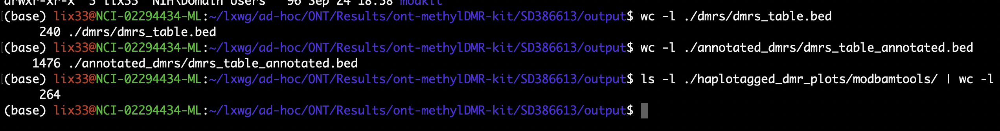 drwxr-xr-x 3 lix33 NIH\Domain Users 96 Sep 24 18:58 modkit
(base) lix33@NCI-02294434-ML:~/lxwg/ad-hoc/ONT/Results/ont-methylDMR-kit/SD386613/output$ wc -l ./dmrs/dmrs_table.bed
240 ./dmrs/dmrs_table.bed
(base) lix33@NCI-02294434-ML:~/lxwg/ad-hoc/ONT/Results/ont-methylDMR-kit/SD386613/output$ wc -l ./annotated_dmrs/dmrs_table_annotated.bed
1476 ./annotated_dmrs/dmrs_table_annotated.bed
(base) lix33@NCI-02294434-ML:~/lxwg/ad-hoc/ONT/Results/ont-methylDMR-kit/SD386613/output$ ls -l ./haplotagged_dmr_plots/modbamtools/ | wc -l
264
(base) lix33@NCI-02294434-ML:~/lxwg/ad-hoc/ONT/Results/ont-methylDMR-kit/SD386613/output$